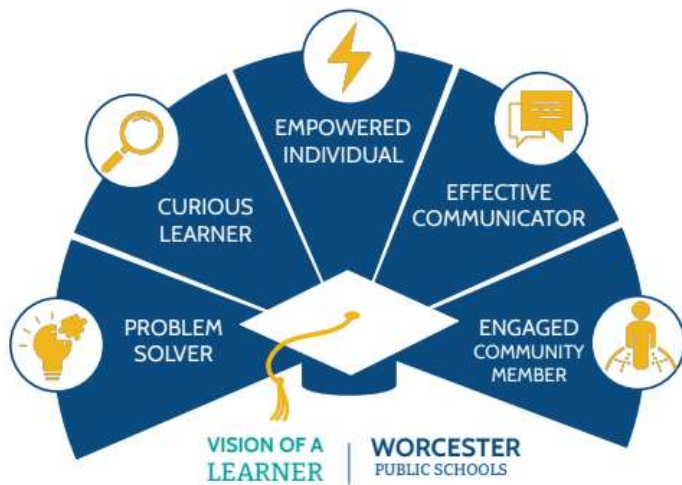 EMPOWERED
INDIVIDUAL
CURIOUS
LEARNER
EFFECTIVE
COMMUNICATOR
PROBLEM
SOLVER
ENGAGED
COMMUNITY
MEMBER
VISION OF A
LEARNER
WORCESTER
PUBLIC SCHOOLS